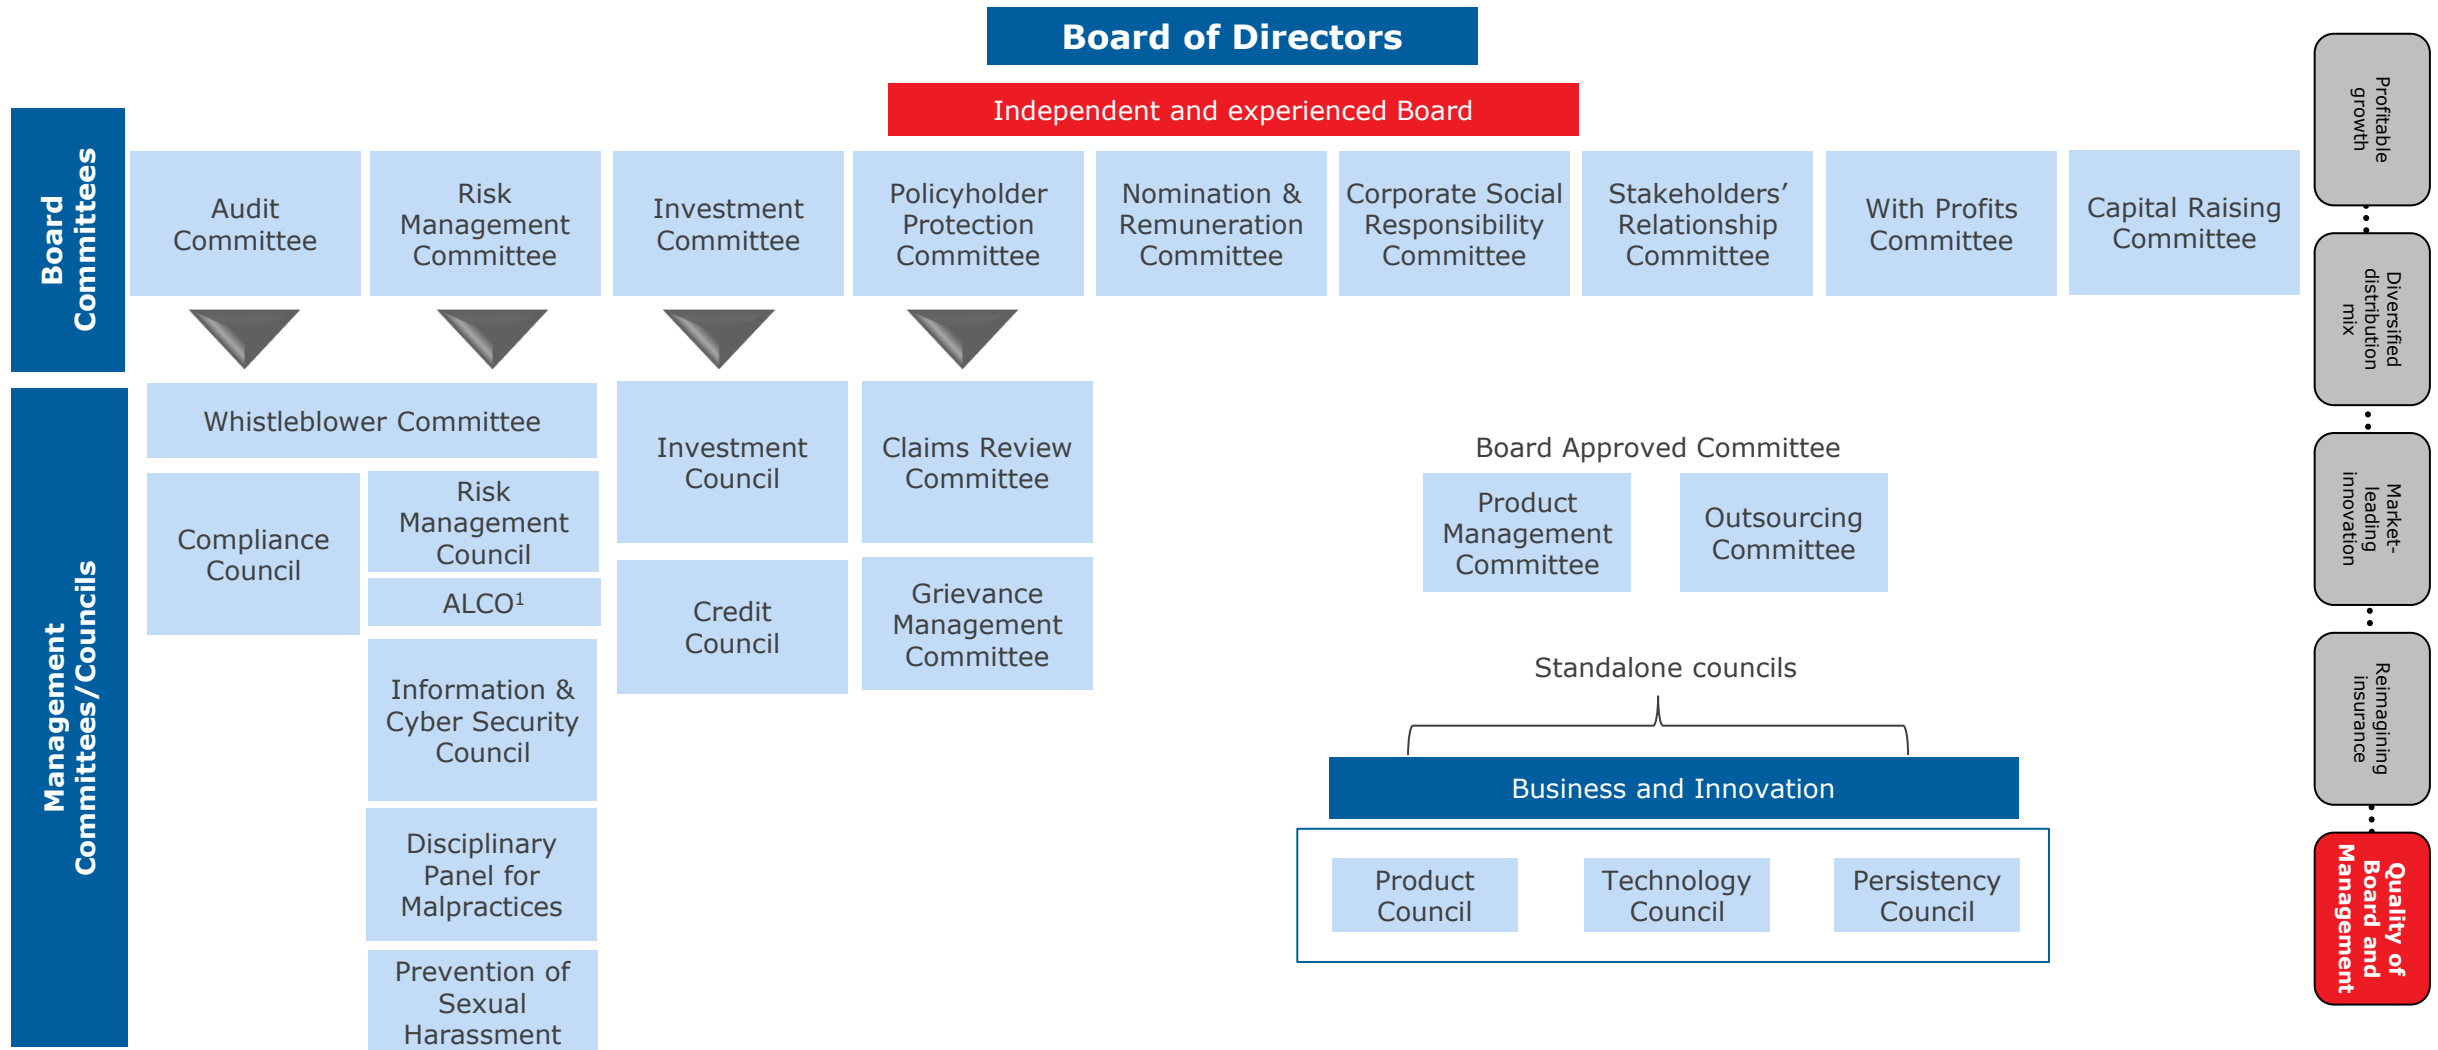 Board of Directors
Independent and experienced Board
Board
Committees
Audit
Committee
Risk
Management
Committee
Investment
Committee
Policyholder
Protection
Committee
Nomination &
Remuneration
Committee
Corporate Social
Responsibility
Committee
Stakeholders’
Relationship
Committee
With Profits
Committee
Capital Raising
Committee
Management
Committees/Councils
Whistleblower Committee
Compliance
Council
Risk
Management
Council
ALCO¹
Information &
Cyber Security
Council
Disciplinary
Panel for
Malpractices
Prevention of
Sexual
Harassment
Investment
Council
Credit
Council
Claims Review
Committee
Grievance
Management
Committee
Board Approved Committee
Product
Management
Committee
Outsourcing
Committee
Standalone councils
Business and Innovation
Product
Council
Technology
Council
Persistency
Council
Profitable
growth
Diversified
distribution
mix
Market-
leading
innovation
Reimagining
insurance
Quality of
Board and
Management